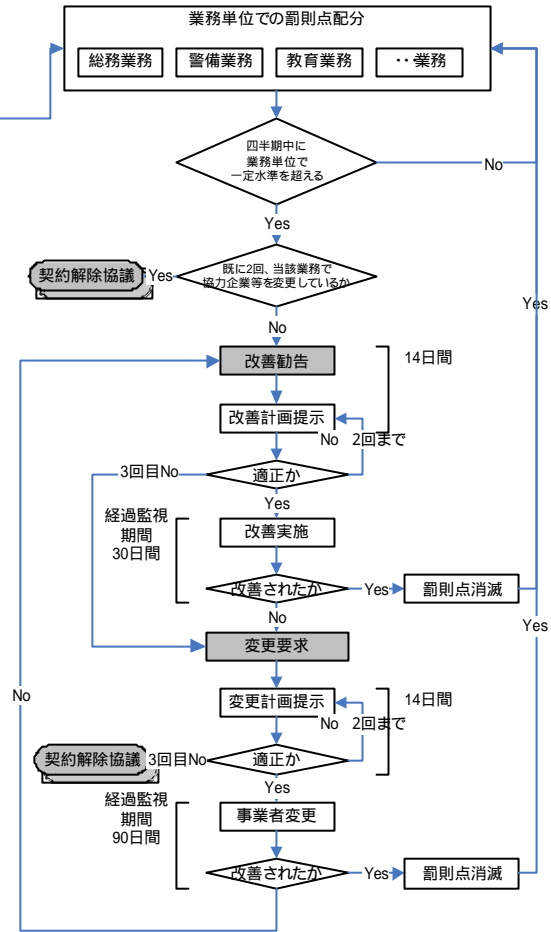 業務単位での罰則点配分
総務業務
警備業務
教育業務
‥業務
四半期中に
業務単位で
一定水準を超える
No
Yes
既に2回、当該業務で
協力企業等を変更しているか
Yes
契約解除協議
Yes
No
改善勧告
14日間
改善計画提示
No 2回まで
3回目No
適正か
Yes
経過監視
期間
30日間
改善実施
改善されたか
Yes
罰則点消滅
Yes
No
変更要求
No
変更計画提示
14日間
No 2回まで
契約解除協議
3回目No
適正か
Yes
経過監視
期間
90日間
事業者変更
改善されたか
Yes
罰則点消滅